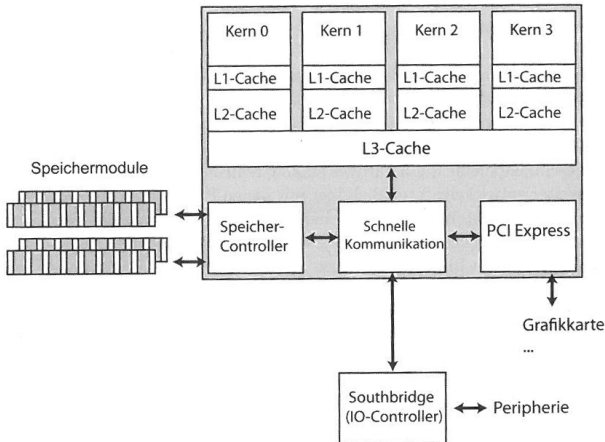 Kern 0
Kern 1
Kern 2
Kern 3
L1-Cache
L1-Cache
L1-Cache
L1-Cache
L2-Cache
L2-Cache
L2-Cache
L2-Cache
L3-Cache
Speichermodule
Speicher-
Controller
Schnelle
Kommunikation
PCI Express
Grafikkarte
...
Southbridge
(IO-Controller)
Peripherie